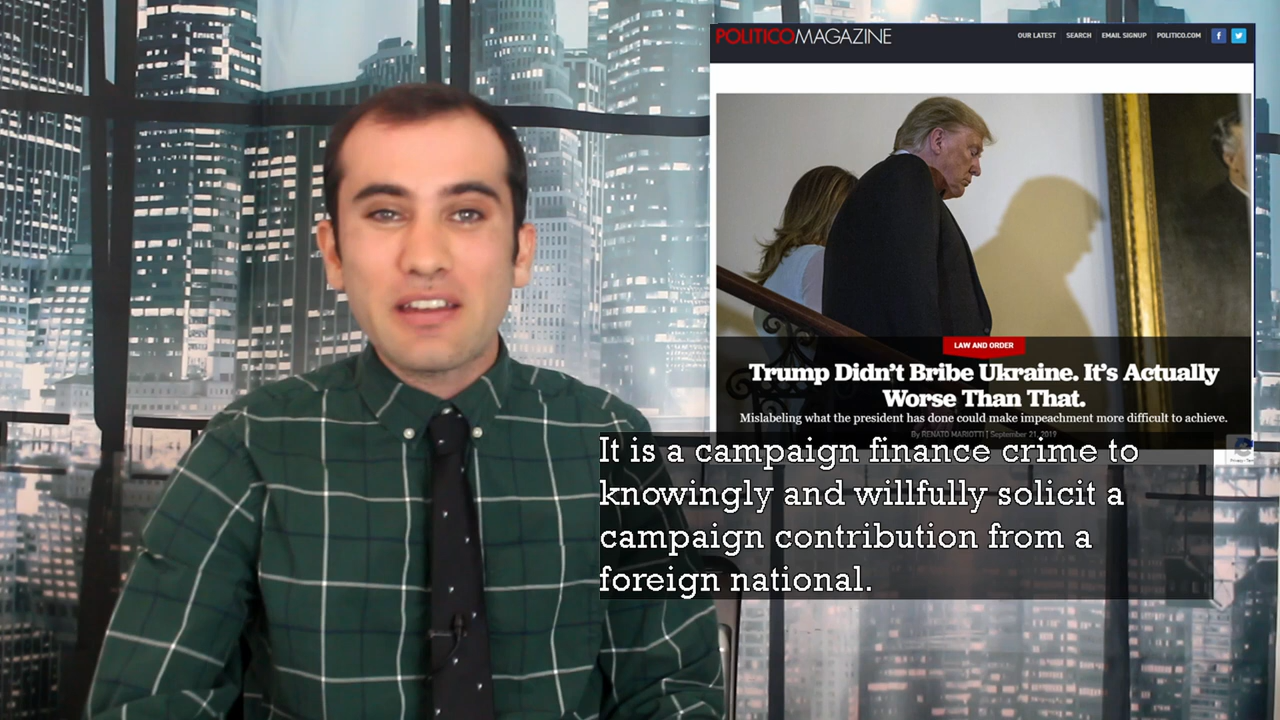 POLITICOMAGAZINE
OUR LATEST SEARCH EMAIL SIGNUP POLITICO.COM
LAW AND ORDER
Trump Didn't Bribe Ukraine. It's Actually
Worse Than That.
Mislabeling what the president has done could make impeachment more difficult to achieve.
By RENATO MARIOTTI | September 21, 2019
It is a campaign finance crime to
knowingly and willfully solicit a
campaign contribution from a
foreign national.